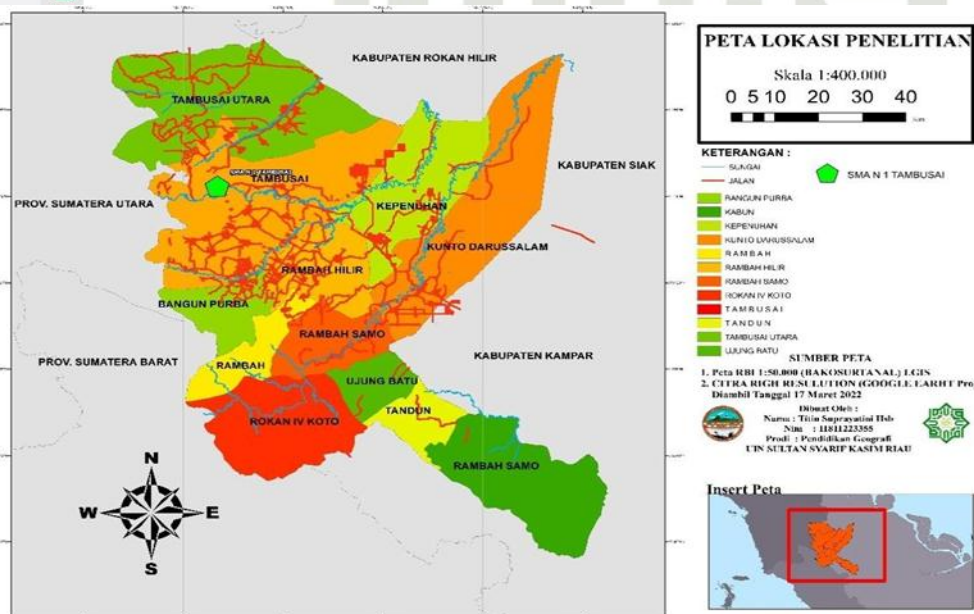 PETA LOKASI PENELITIAN
Skala 1:400.000
0 5 10 20 30 40
KETERANGAN :
SUNGAI
JALAN
SMA N 1 TAMBUSAI
BANGUN PURBA
KABUN
KEPENUHAN
KUNTO DARUSSALAM
RAMBAH
RAMBAH HILIR
RAMBAH SAMO
ROKAN IV KOTO
TAMBUSAI
TANDUN
TAMBUSAI UTARA
UJUNG BATU
SUMBER PETA
1. Peta RBI 1:50.000 (BAKOSURTANAL) LGIS
2. CITRA RIGH RESULUTION (GOOGLE EARHT Pro
Diambil Tanggal 17 Maret 2022
Dibuat Oleh :
Nama : Titin Suprayatini Hsb
Nim : 11811223355
Prodi : Pendidikan Geografi
UIN SULTAN SYARIF KASIM RIAU
Insert Peta
KABUPATEN ROKAN HILIR
TAMBUSAI UTARA
KABUPATEN SIAK
TAMBUSAI
PROV. SUMATERA UTARA
KEPENUHAN
KUNTO DARUSSALAM
RAMBAH HILIR
BANGUN PURBA
RAMBAH SAMO
PROV. SUMATERA BARAT
RAMBAH
KABUPATEN KAMPAR
UJUNG BATU
TANDUN
ROKAN IV KOTO
RAMBAH SAMO
N
W
E
S